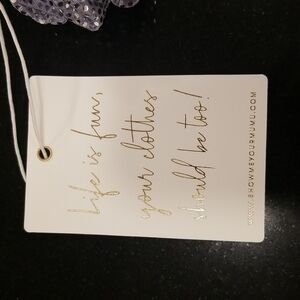 Life is fun,
your clothes
should be too!
WWW.SHOWMEYOURMUMU.COM